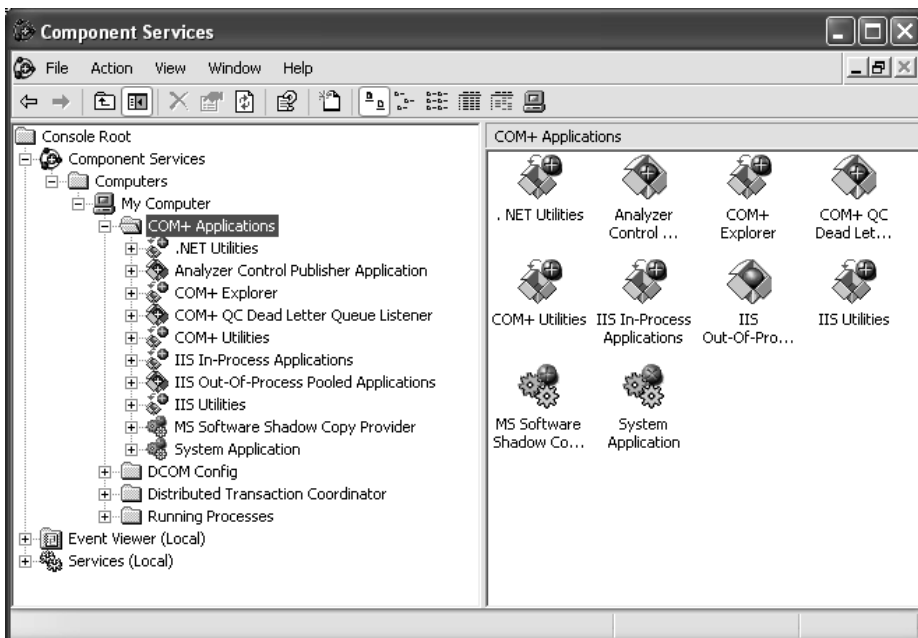 Component Services
File Action View Window Help
Console Root
Component Services
Computers
My Computer
COM+ Applications
.NET Utilities
Analyzer Control Publisher Application
COM+ Explorer
COM+ QC Dead Letter Queue Listener
COM+ Utilities
IIS In-Process Applications
IIS Out-Of-Process Pooled Applications
IIS Utilities
MS Software Shadow Copy Provider
System Application
DCOM Config
Distributed Transaction Coordinator
Running Processes
Event Viewer (Local)
Services (Local)
COM+ Applications
. NET Utilities
Analyzer
Control ...
COM+
Explorer
COM+ QC
Dead Let...
COM+ Utilities
IIS In-Process
Applications
IIS
Out-Of-Pro...
IIS Utilities
MS Software
Shadow Co...
System
Application